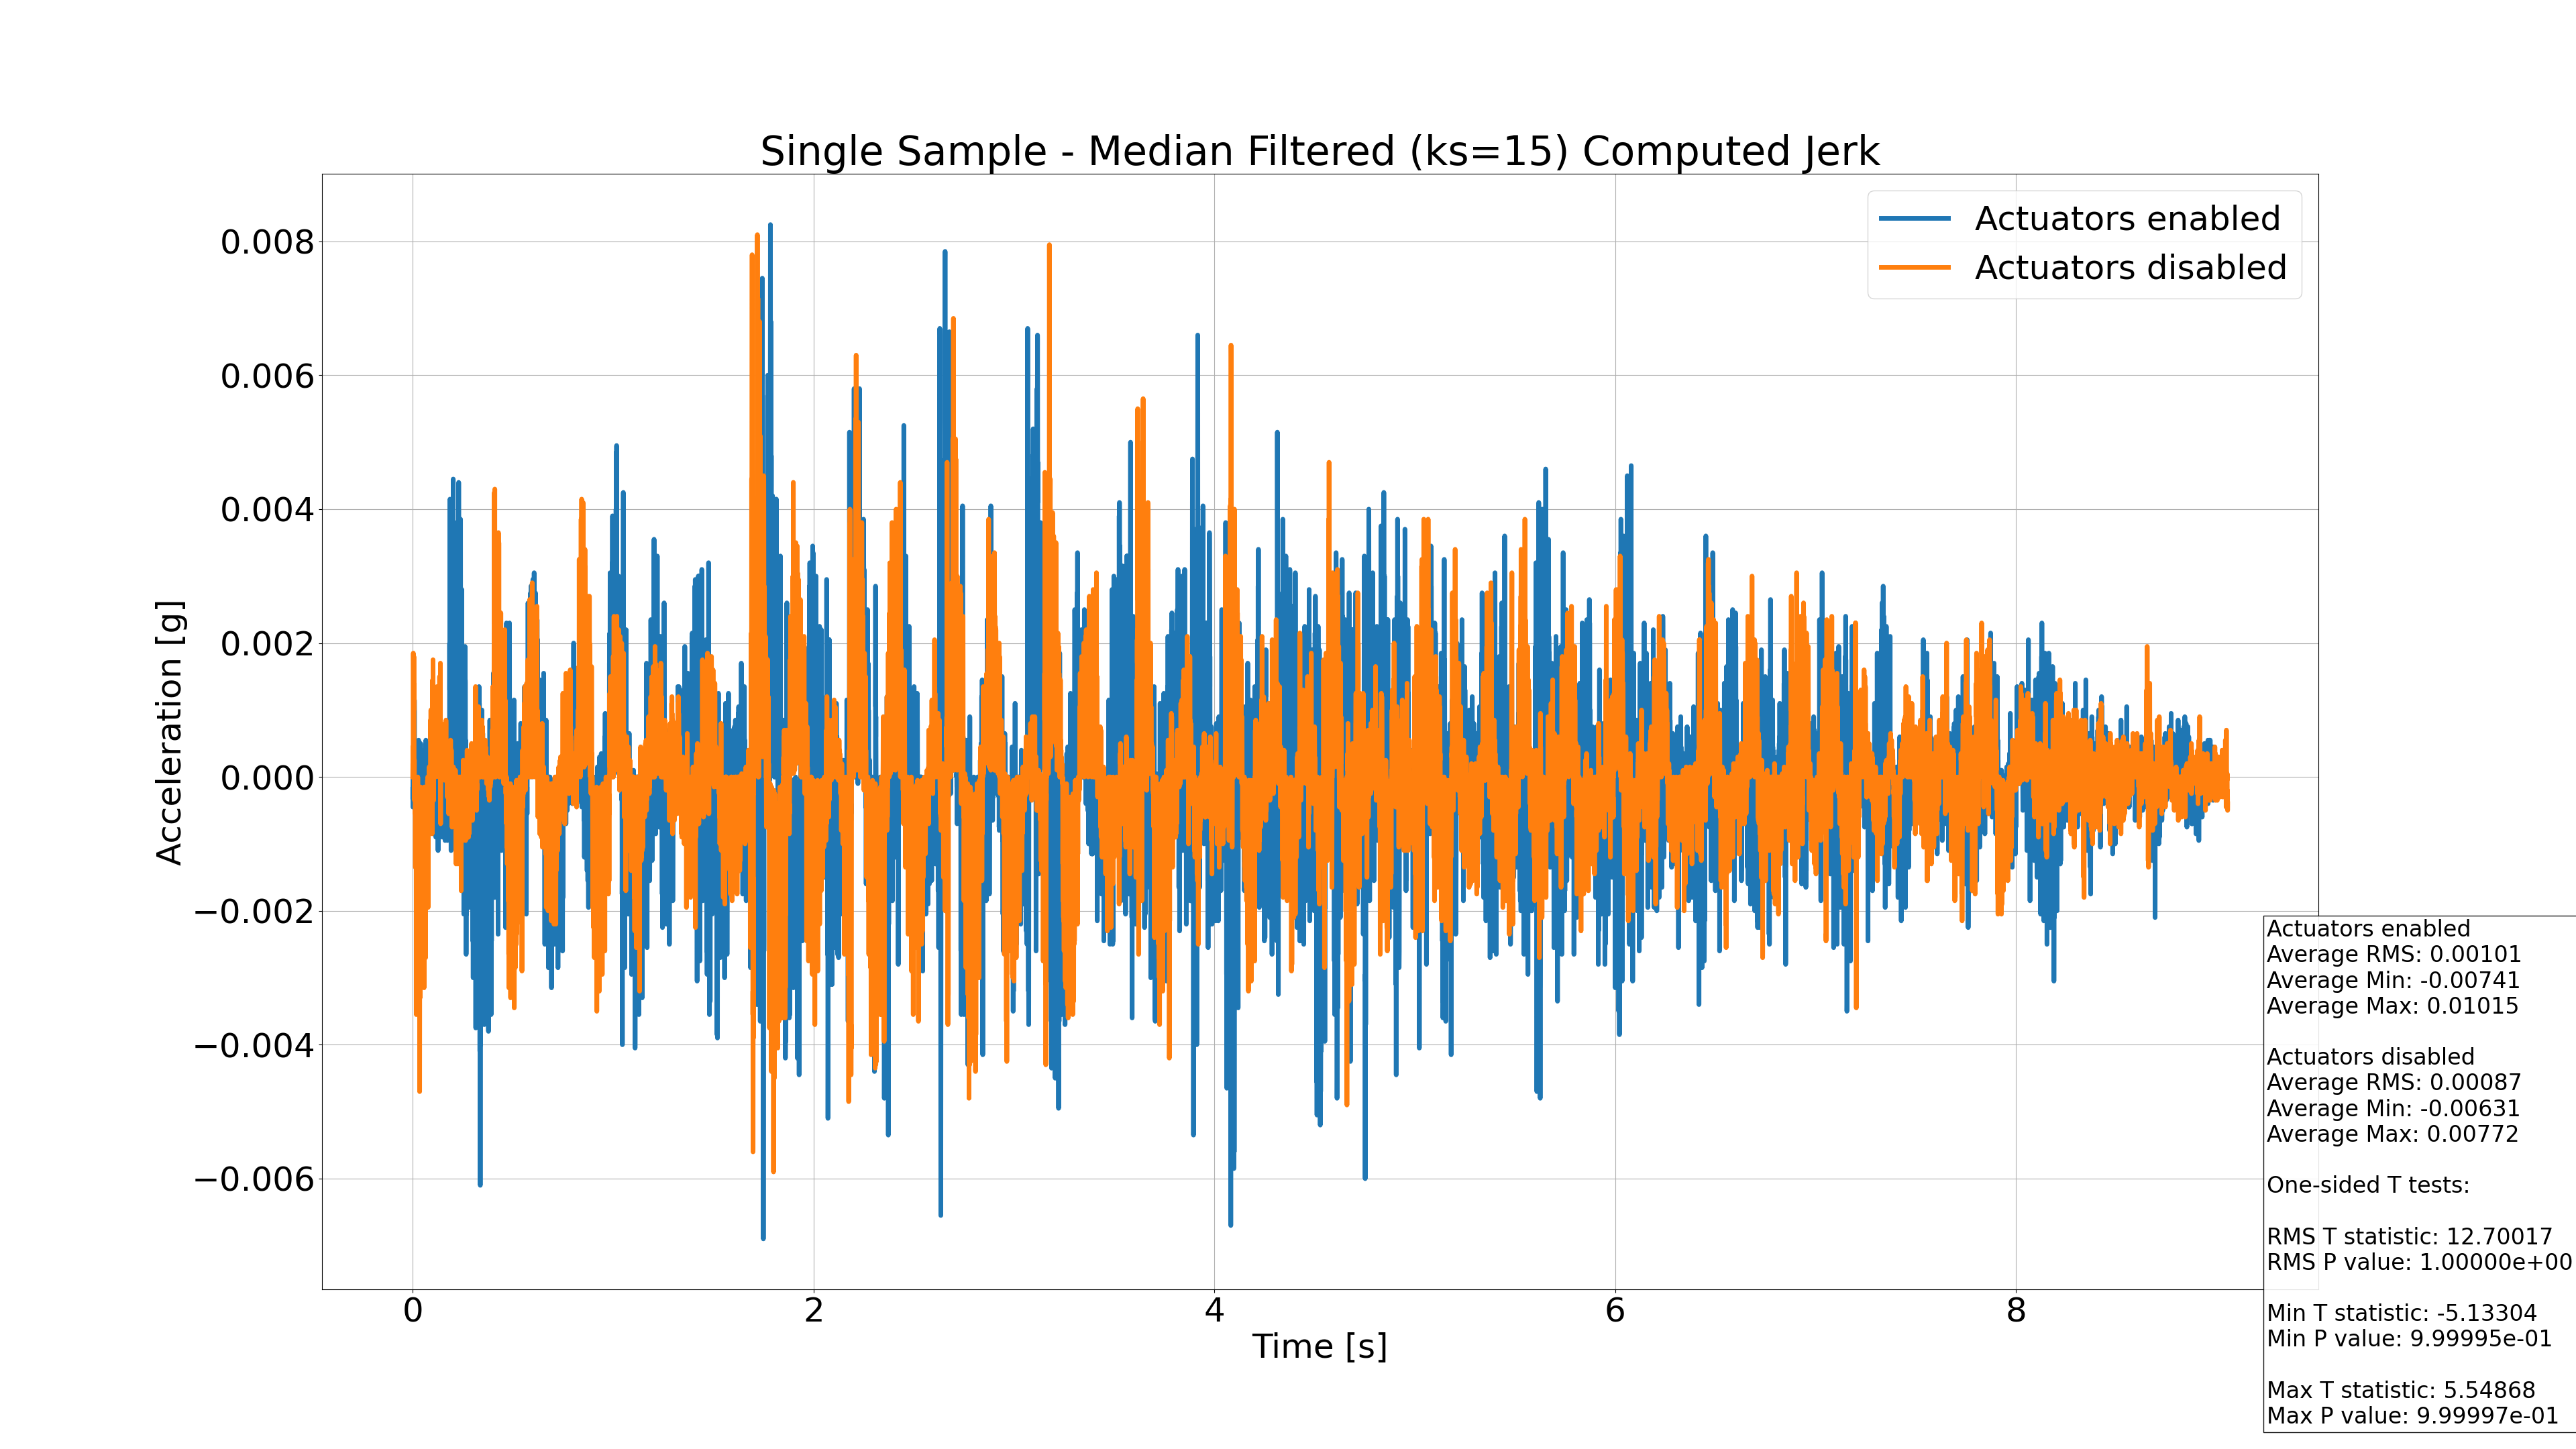 Single Sample - Median Filtered (ks=15) Computed Jerk
Actuators enabled
Actuators disabled
0.008
0.006
0.004
0.002
0.000
−0.002
−0.004
−0.006
Acceleration [g]
0 2 4 6 8
Time [s]
Actuators enabled
Average RMS: 0.00101
Average Min: -0.00741
Average Max: 0.01015
Actuators disabled
Average RMS: 0.00087
Average Min: -0.00631
Average Max: 0.00772
One-sided T tests:
RMS T statistic: 12.70017
RMS P value: 1.00000e+00
Min T statistic: -5.13304
Min P value: 9.99995e-01
Max T statistic: 5.54868
Max P value: 9.99997e-01